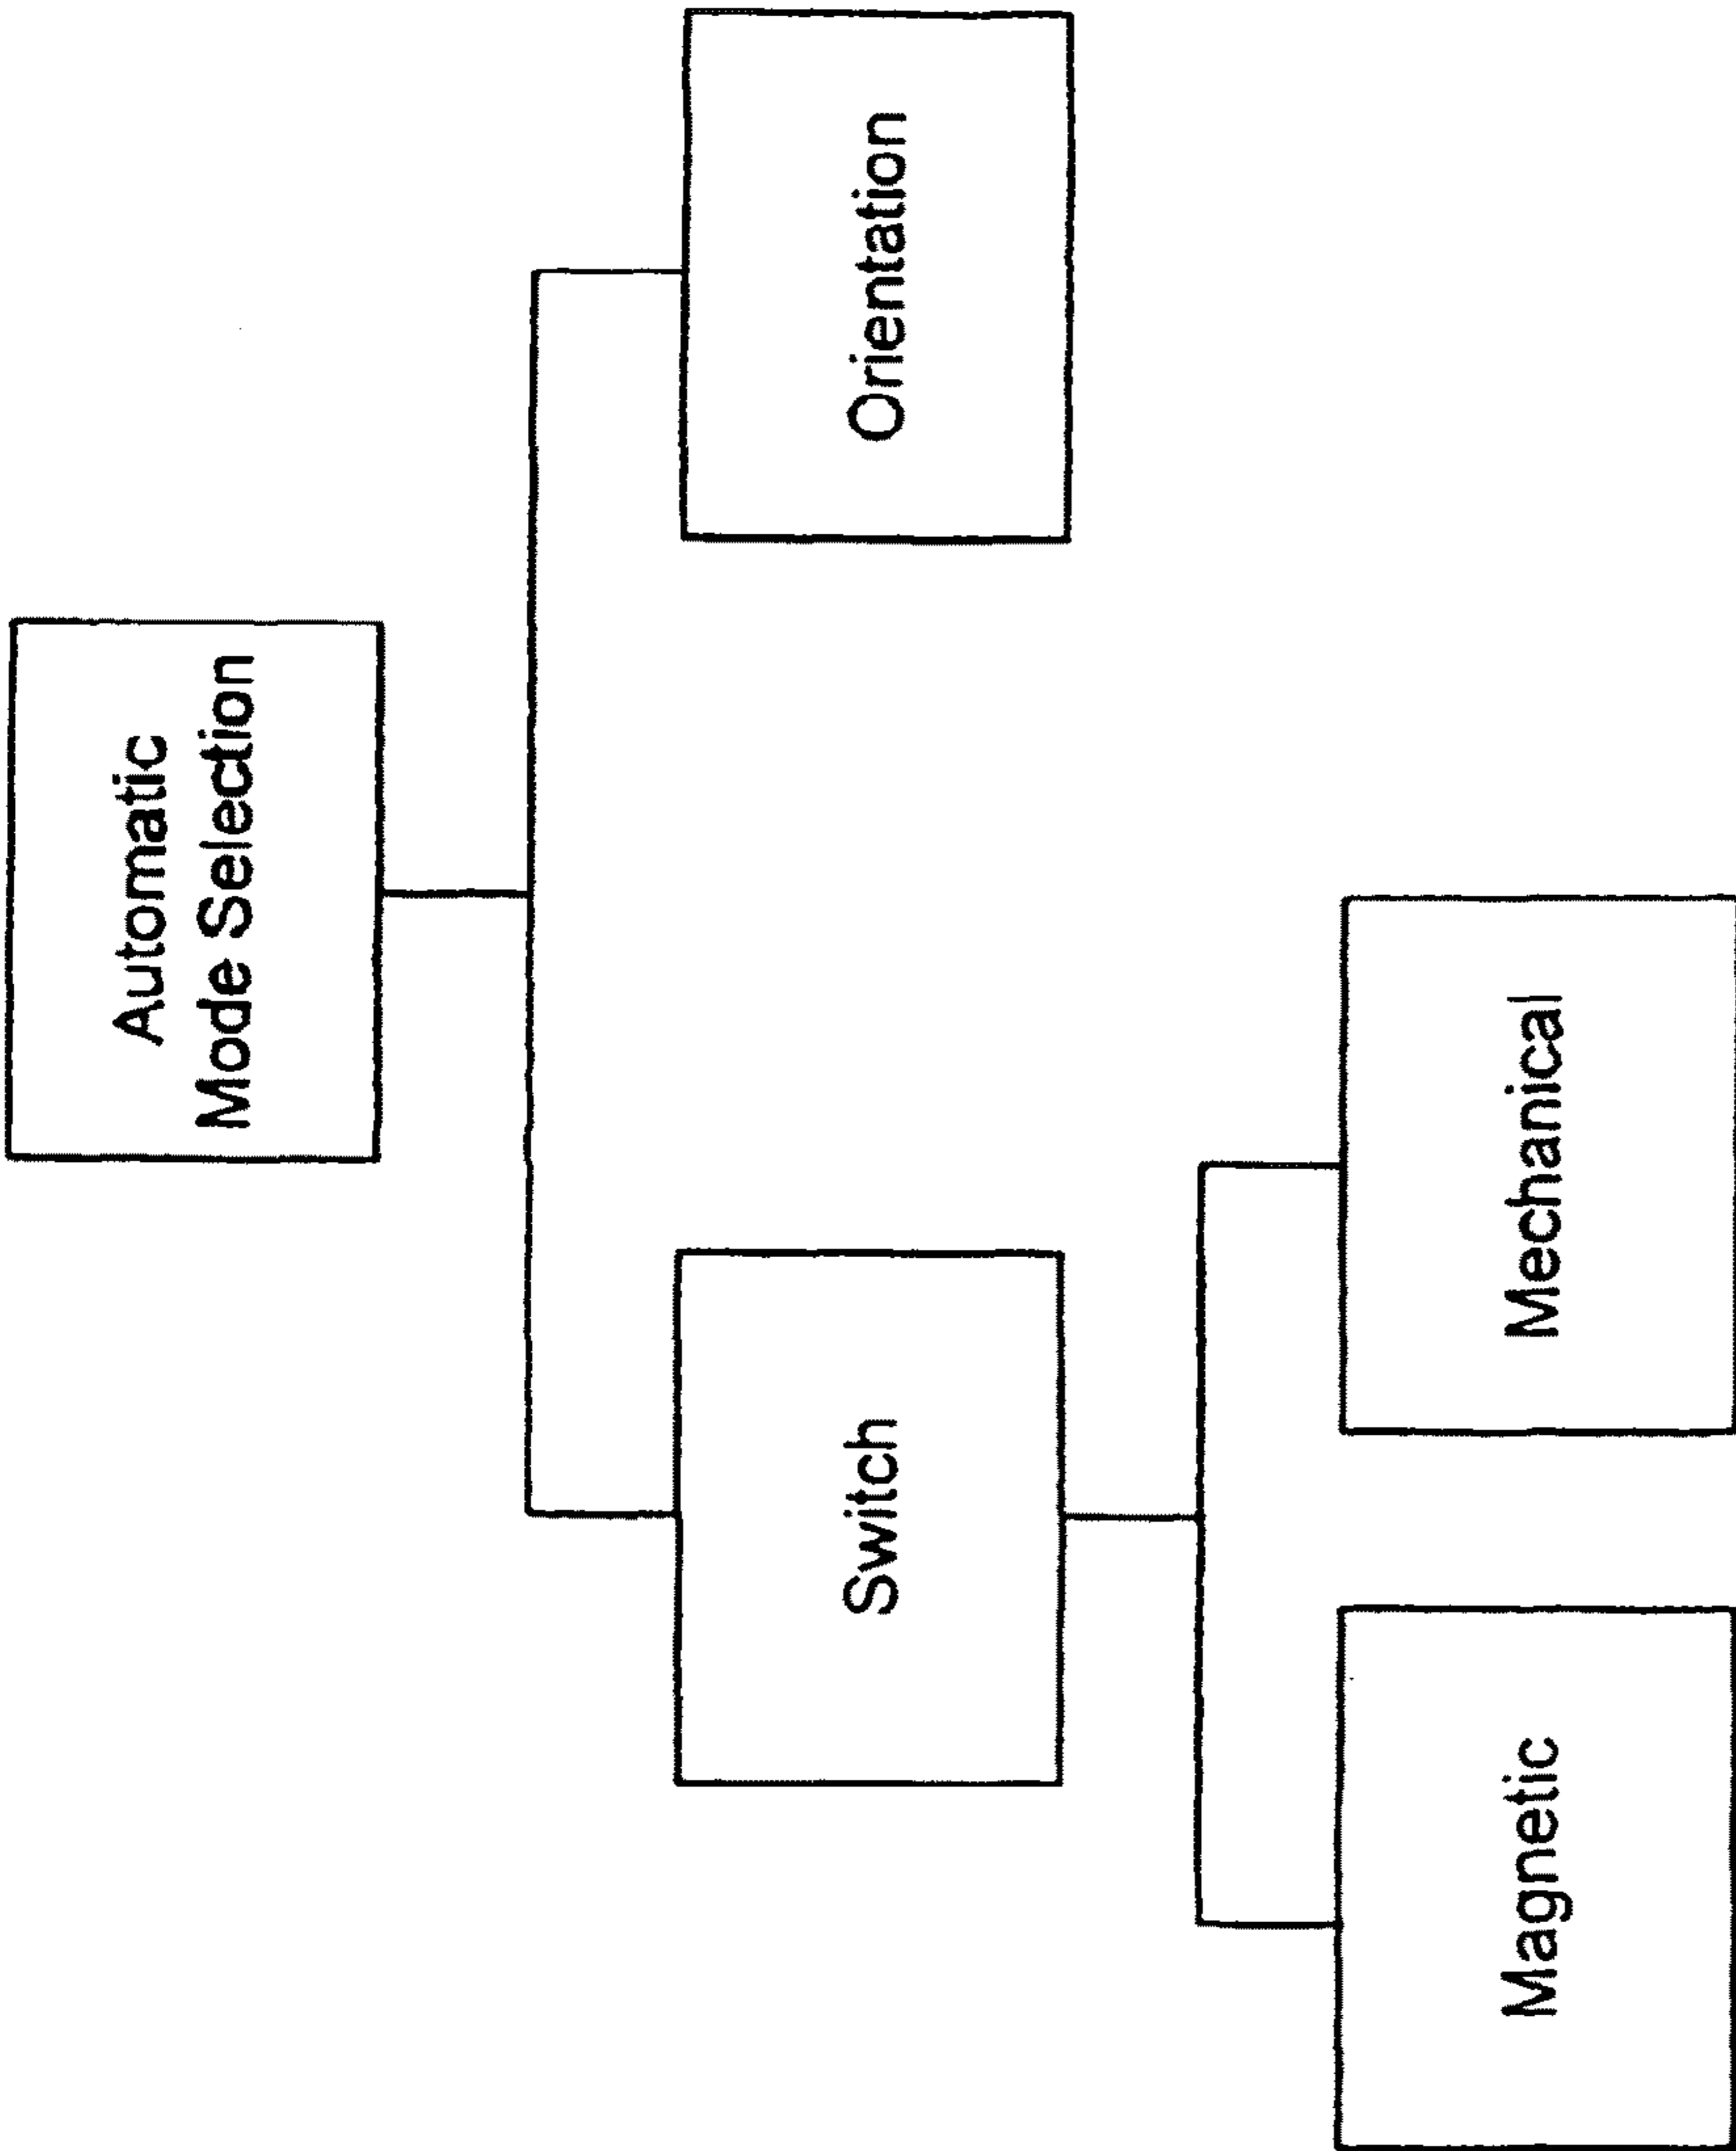 Automatic
Mode Selection
Switch
Orientation
Magnetic
Mechanical